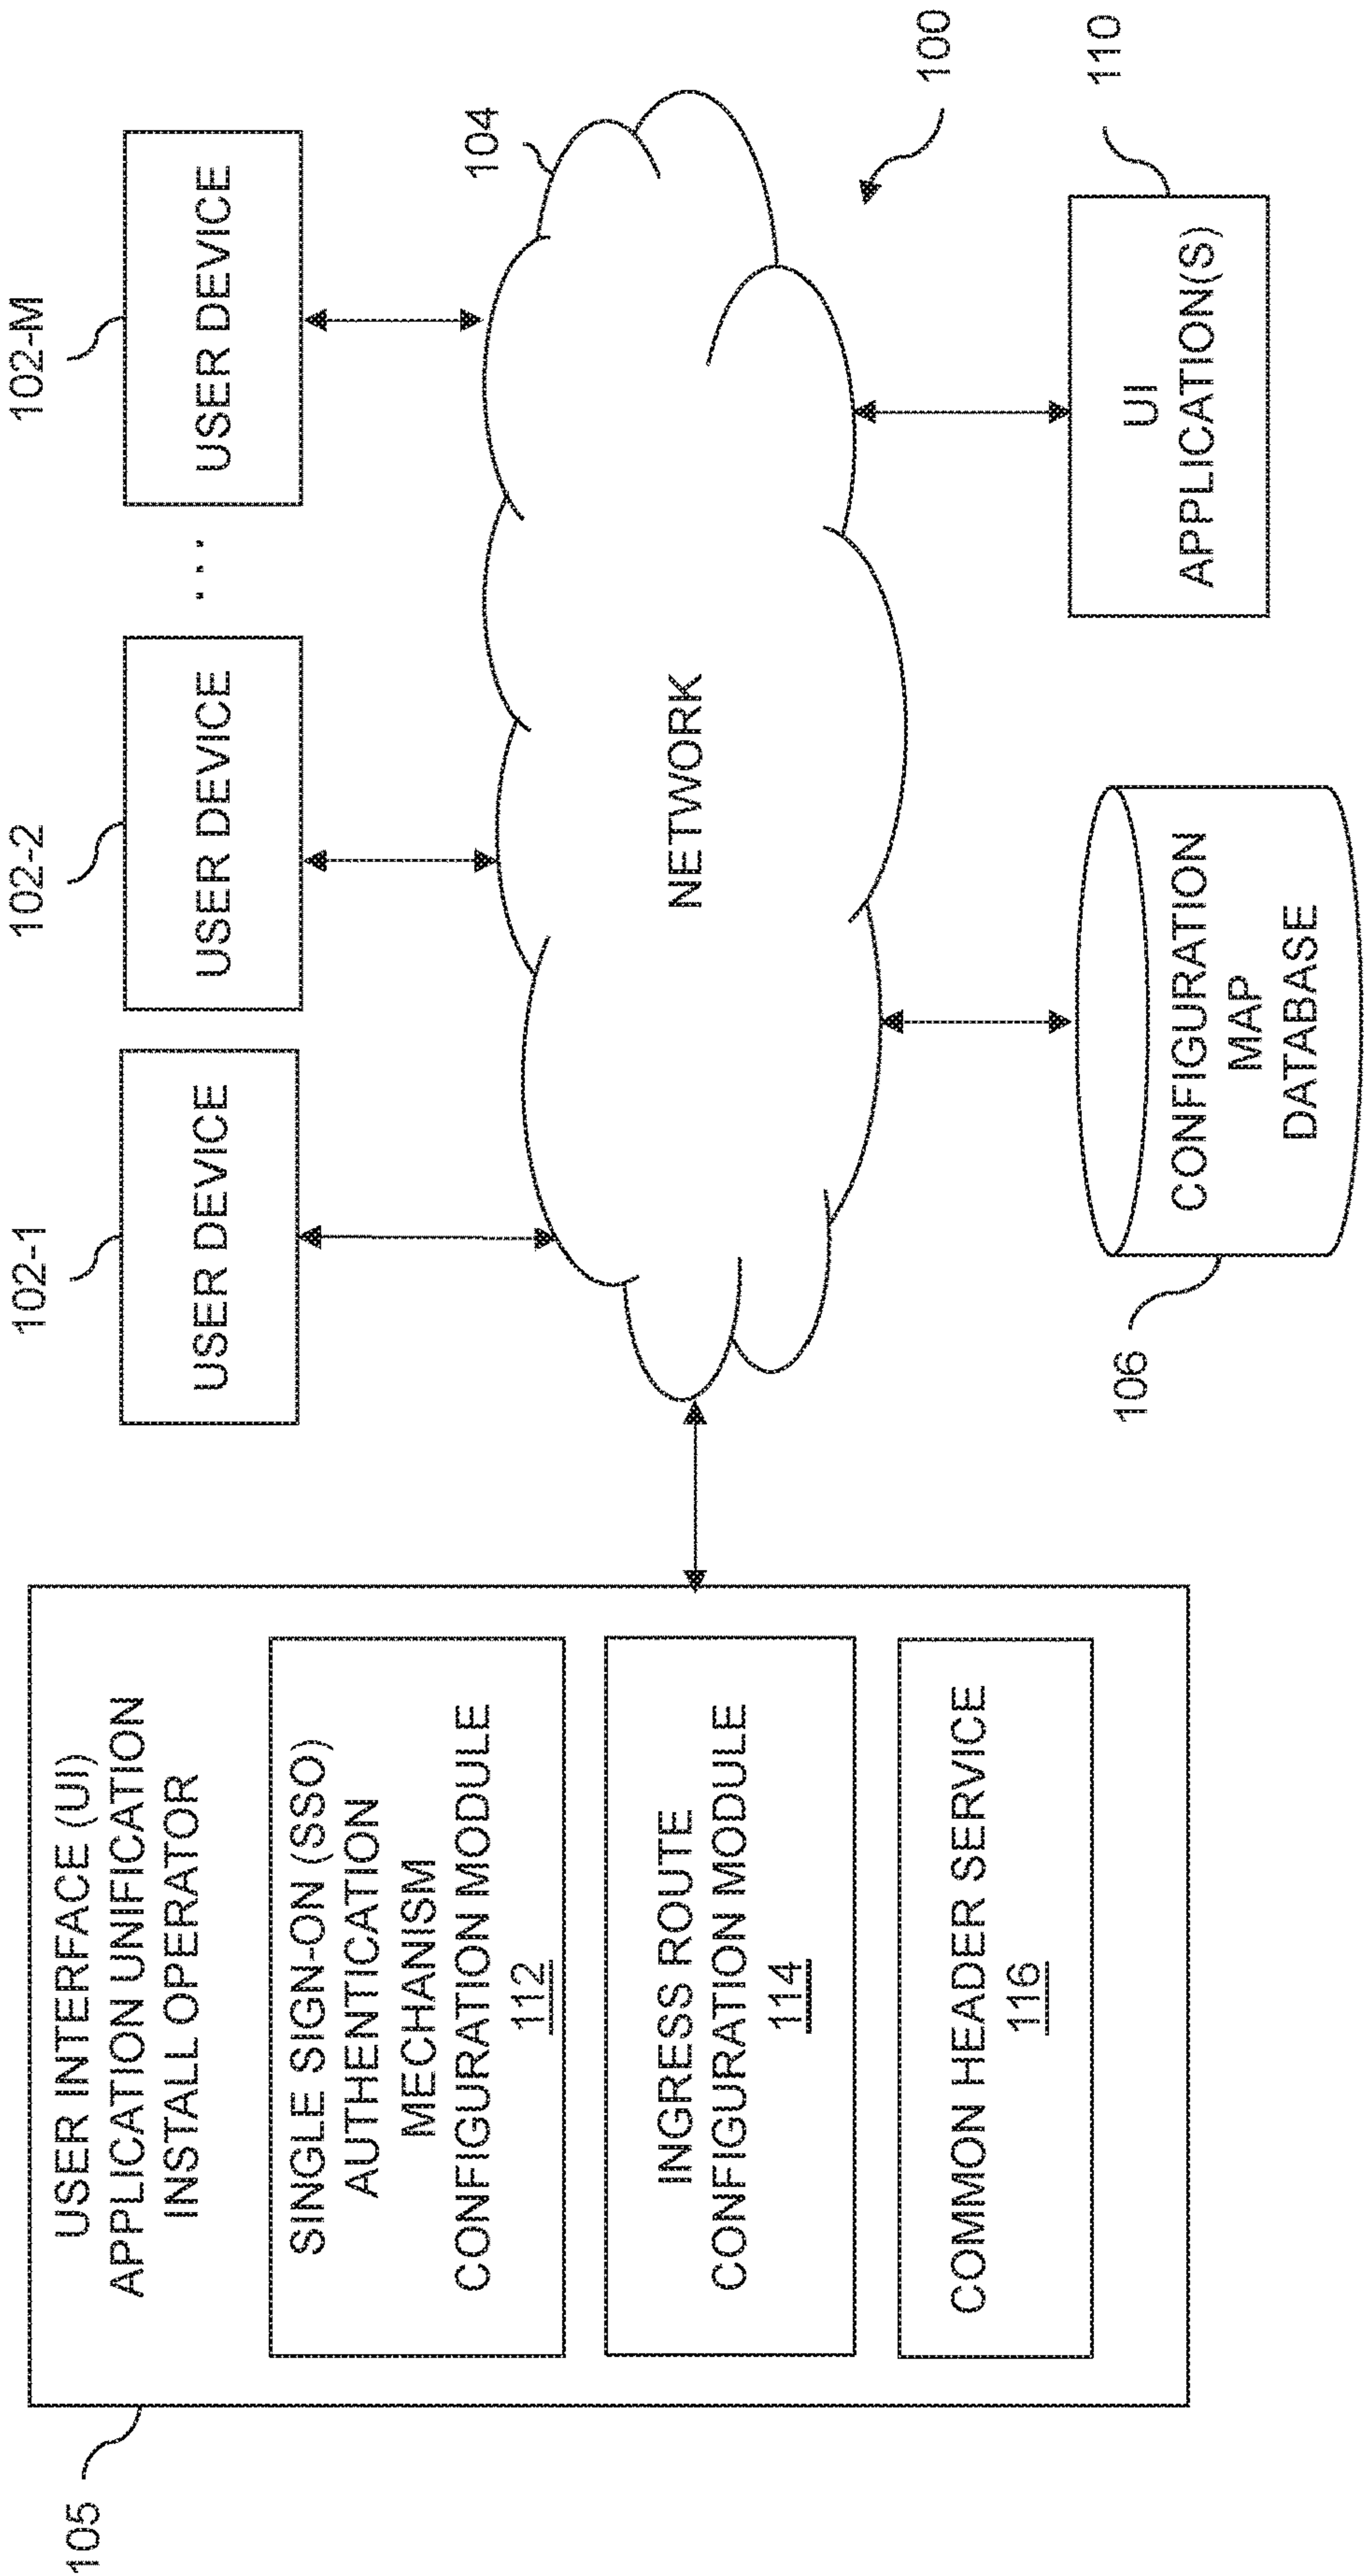 102-1
102-2
102-M
USER DEVICE
USER DEVICE
. . .
USER DEVICE
104
105
USER INTERFACE (UI)
APPLICATION UNIFICATION
INSTALL OPERATOR
SINGLE SIGN-ON (SSO)
AUTHENTICATION
MECHANISM
CONFIGURATION MODULE
112
INGRESS ROUTE
CONFIGURATION MODULE
114
COMMON HEADER SERVICE
116
NETWORK
100
106
CONFIGURATION
MAP
DATABASE
110
UI
APPLICATION(S)